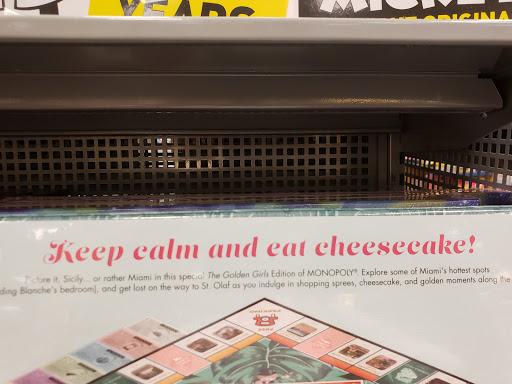 YEARS
Keep calm and eat cheesecake!
Picture it, Sicily... or rather Miami in this special The Golden Girls Edition of MONOPOLY®. Explore some of Miami's hottest spots
ding Blanche's bedroom), and get lost on the way to St. Olaf as you indulge in shopping sprees, cheesecake, and golden moments along the